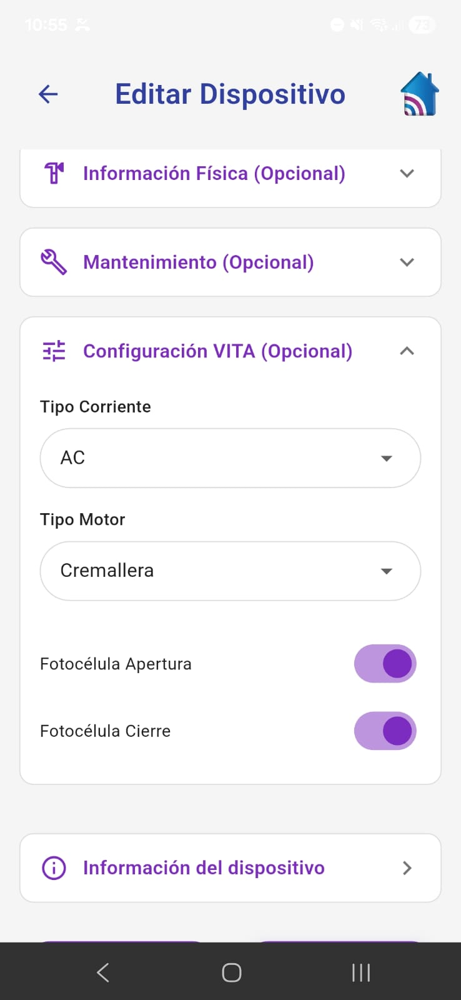 10:55
73
Editar Dispositivo
Información Física (Opcional)
Mantenimiento (Opcional)
Configuración VITA (Opcional)
Tipo Corriente
AC
Tipo Motor
Cremallera
Fotocélula Apertura
Fotocélula Cierre
Información del dispositivo